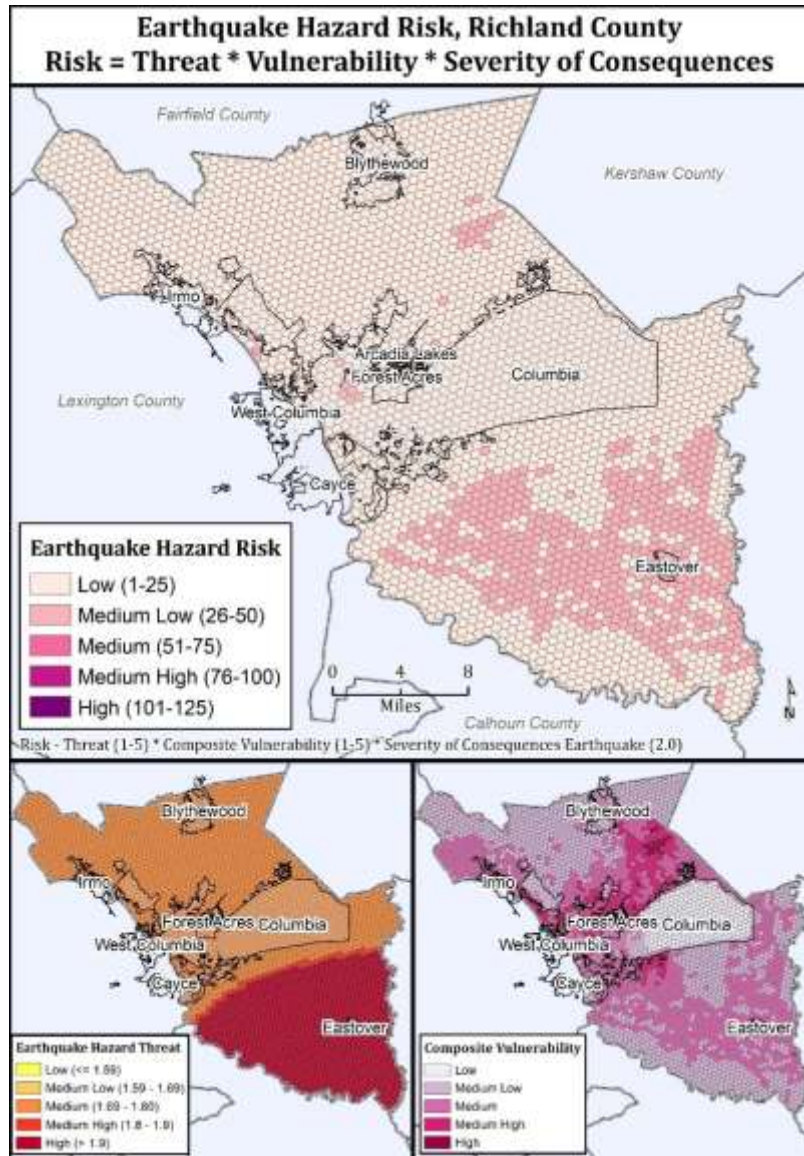 Earthquake Hazard Risk, Richland County
Risk = Threat * Vulnerability * Severity of Consequences
Fairfield County
Blythewood
Kershaw County
Irmo
Arcadia Lakes
Forest Acres
Columbia
Lexington County
West Columbia
Cayce
Eastover
Earthquake Hazard Risk
Low (1-25)
Medium Low (26-50)
Medium (51-75)
Medium High (76-100)
High (101-125)
0 4 8
Miles
N
Calhoun County
Risk - Threat (1-5) * Composite Vulnerability (1-5) * Severity of Consequences Earthquake (2.0)
Blythewood
Irmo
Forest Acres
Columbia
West Columbia
Cayce
Eastover
Earthquake Hazard Threat
Low (<= 1.59)
Medium Low (1.59 - 1.69)
Medium (1.69 - 1.80)
Medium High (1.8 - 1.9)
High (> 1.9)
Blythewood
Irmo
Forest Acres
Columbia
West Columbia
Cayce
Eastover
Composite Vulnerability
Low
Medium Low
Medium
Medium High
High